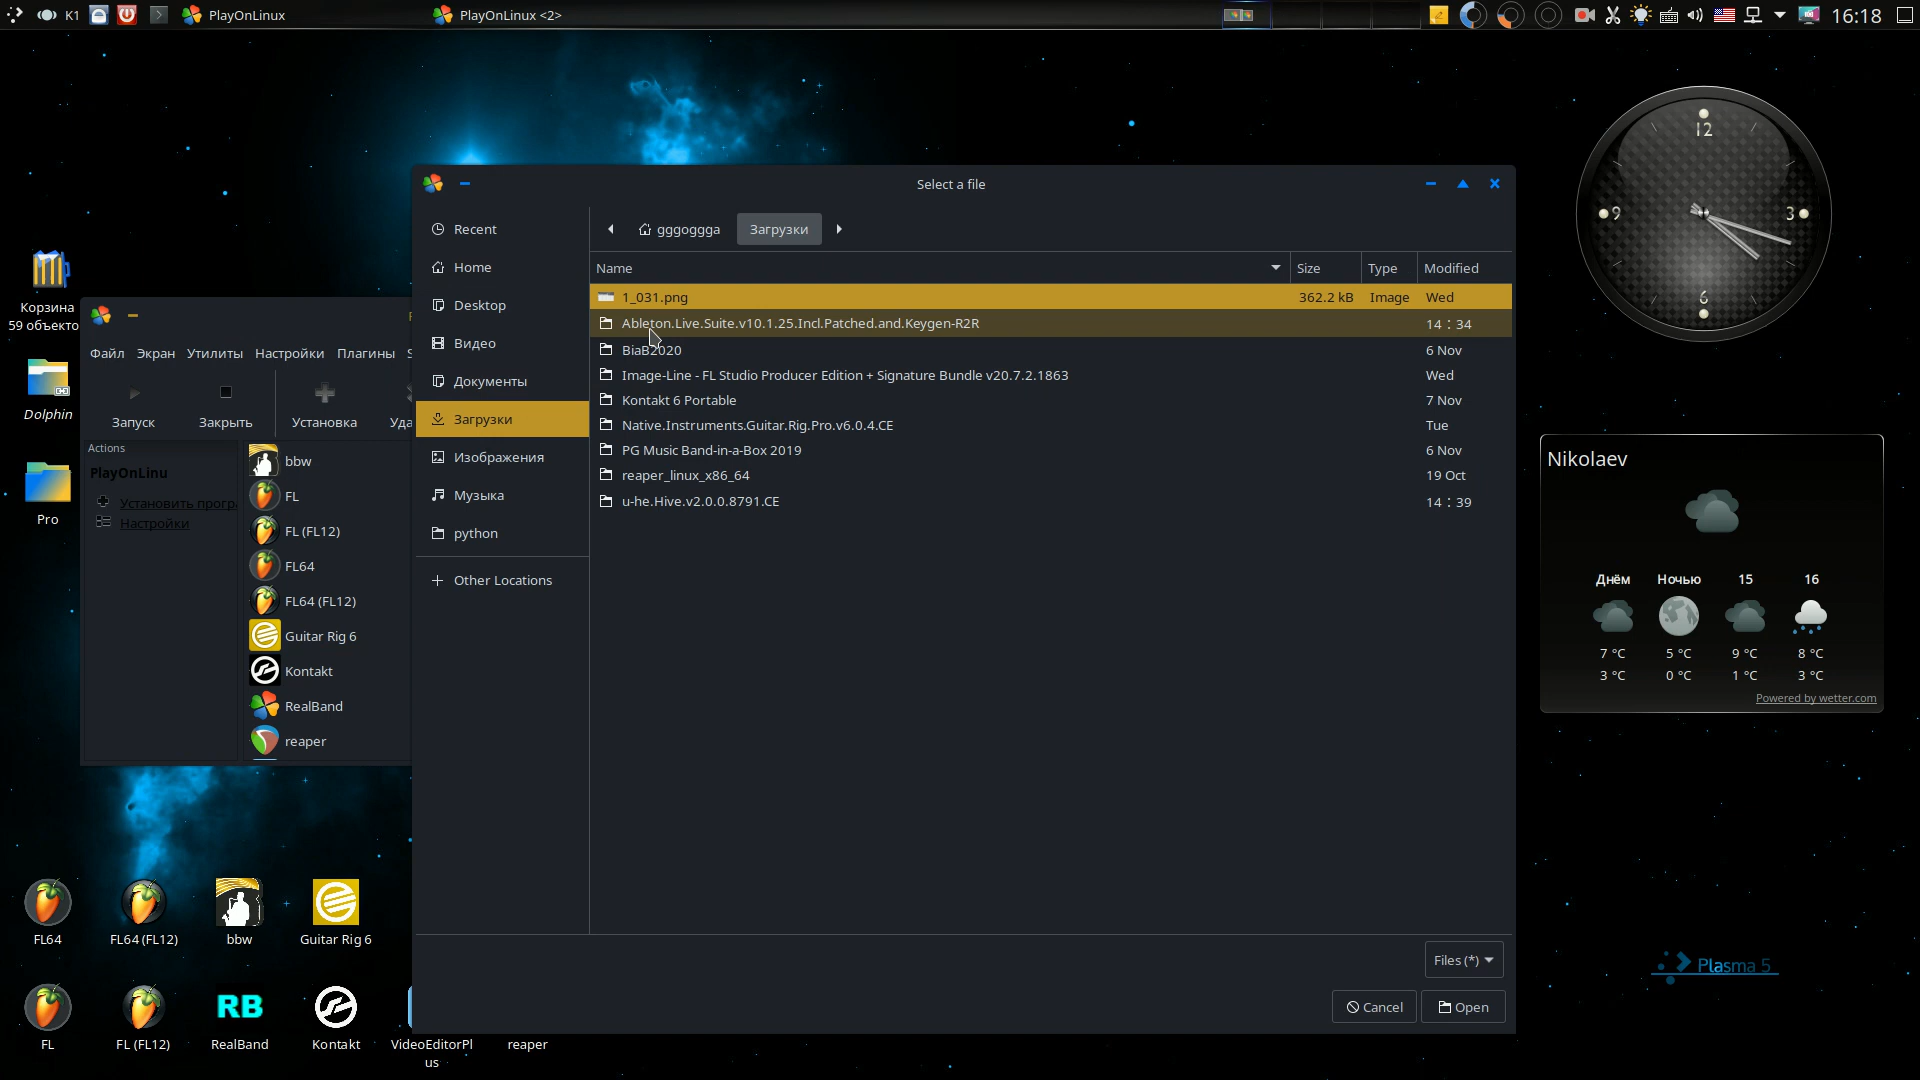 K1
PlayOnLinux
PlayOnLinux <2>
16:18
Select a file
Recent
Home
Desktop
Видео
Документы
Загрузки
Изображения
Музыка
python
Other Locations
gggoggga
Загрузки
Name Size Type Modified
1_031.png 362.2 kB Image Wed
Ableton.Live.Suite.v10.1.25.Incl.Patched.and.Keygen-R2R 14 : 34
BiaB2020 6 Nov
Image-Line - FL Studio Producer Edition + Signature Bundle v20.7.2.1863 Wed
Kontakt 6 Portable 7 Nov
Native.Instruments.Guitar.Rig.Pro.v6.0.4.CE Tue
PG Music Band-in-a-Box 2019 6 Nov
reaper_linux_x86_64 19 Oct
u-he.Hive.v2.0.0.8791.CE 14 : 39
Files (*)
Cancel
Open
Корзина
59 объекто
Dolphin
Pro
Файл Экран Утилиты Настройки Плагины
Запуск Закрыть Установка Уда
Actions
PlayOnLinu
Установить програ
Настройки
bbw
FL
FL (FL12)
FL64
FL64 (FL12)
Guitar Rig 6
Kontakt
RealBand
reaper
FL64
FL64 (FL12)
bbw
Guitar Rig 6
FL
FL (FL12)
RB
RealBand
Kontakt
VideoEditorPl
us
reaper
12
3
6
9
Nikolaev
Днём Ночью 15 16
7 °C 5 °C 9 °C 8 °C
3 °C 0 °C 1 °C 3 °C
Powered by wetter.com
Plasma 5